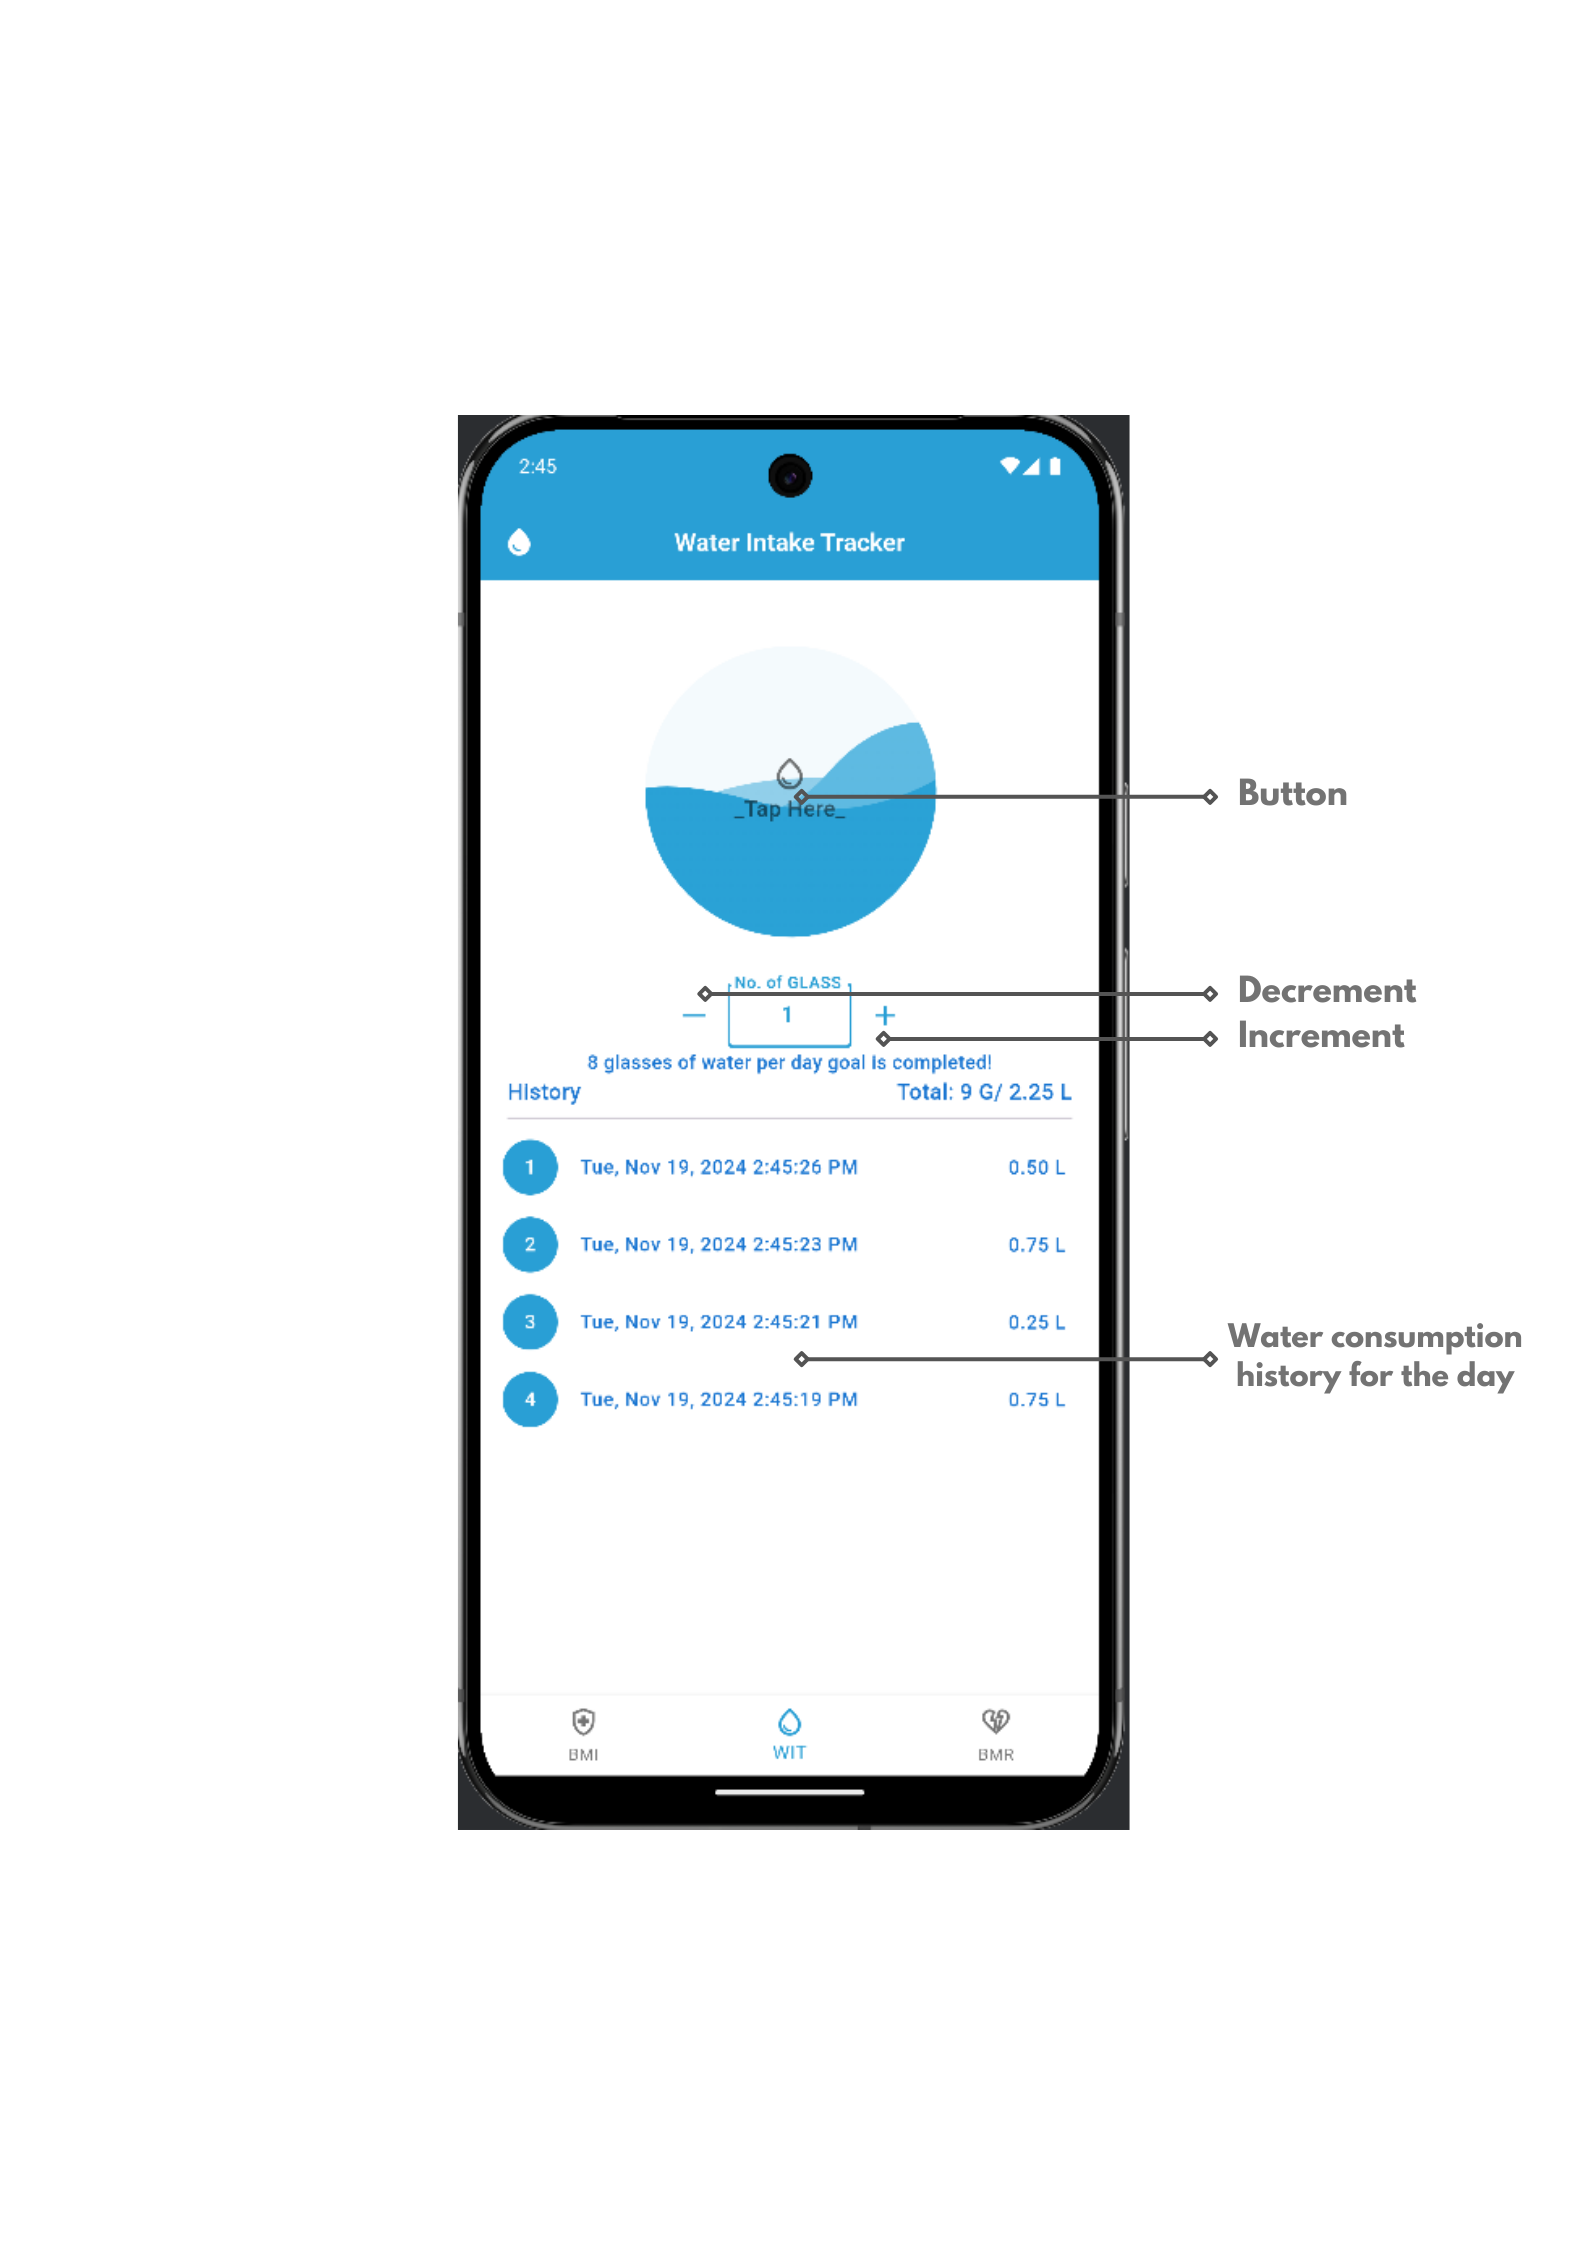 2:45
Water Intake Tracker
_Tap Here_
Button
No. of GLASS
1
Decrement
Increment
8 glasses of water per day goal is completed!
History Total: 9 G/ 2.25 L
1 Tue, Nov 19, 2024 2:45:26 PM 0.50 L
2 Tue, Nov 19, 2024 2:45:23 PM 0.75 L
3 Tue, Nov 19, 2024 2:45:21 PM 0.25 L
Water consumption
history for the day
4 Tue, Nov 19, 2024 2:45:19 PM 0.75 L
BMI WIT BMR